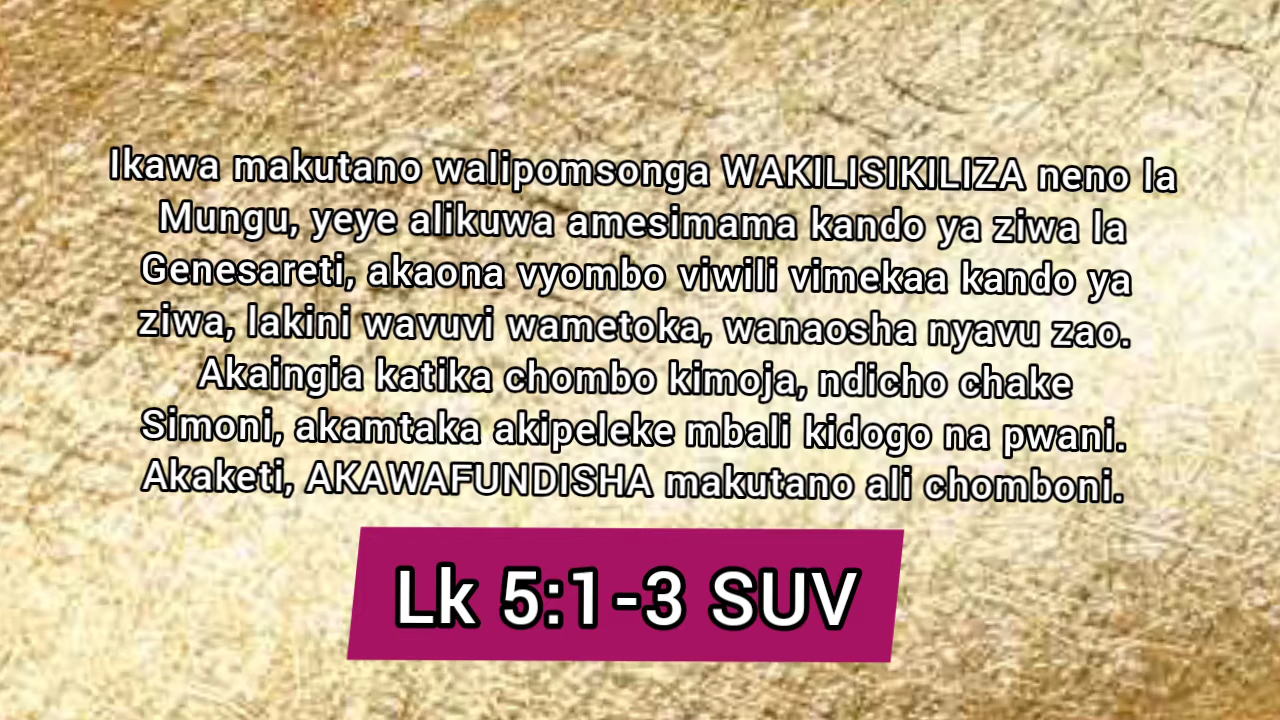 Ikawa makutano walipomsonga WAKILISIKILIZA neno la
Mungu, yeye alikuwa amesimama kando ya ziwa la
Genesareti, akaona vyombo viwili vimekaa kando ya
ziwa, lakini wavuvi wametoka, wanaosha nyavu zao.
Akaingia katika chombo kimoja, ndicho chake
Simoni, akamtaka akipeleke mbali kidogo na pwani.
Akaketi, AKAWAFUNDISHA makutano ali chomboni.
Lk 5:1-3 SUV